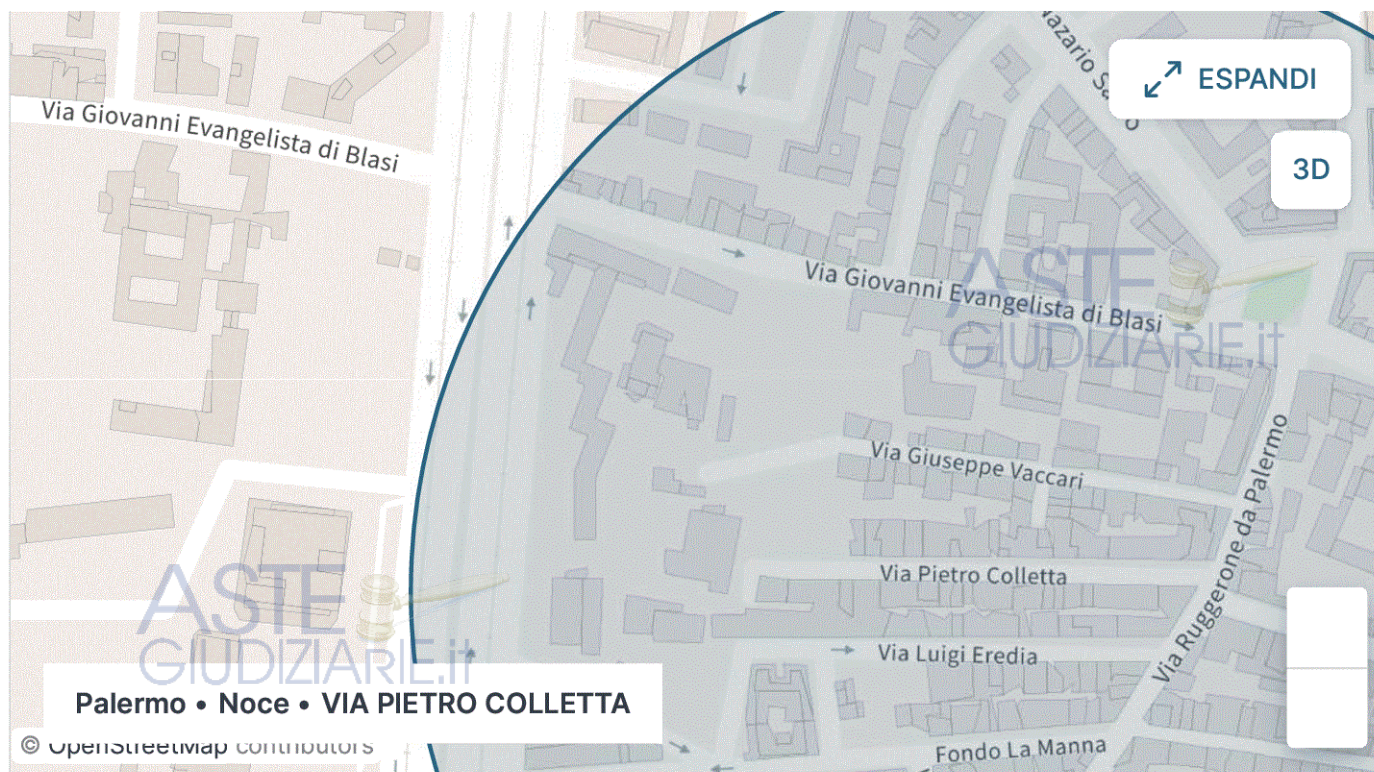 Nazario Sauro
ESPANDI
3D
Via Giovanni Evangelista di Blasi
Via Giovanni Evangelista di Blasi
ASTE
GIUDIZIARIE.it
Via Giuseppe Vaccari
Via Ruggerone da Palermo
Via Pietro Colletta
ASTE
GIUDIZIARIE.it
Via Luigi Eredia
Palermo • Noce • VIA PIETRO COLLETTA
© OpenStreetMap contributors
Fondo La Manna